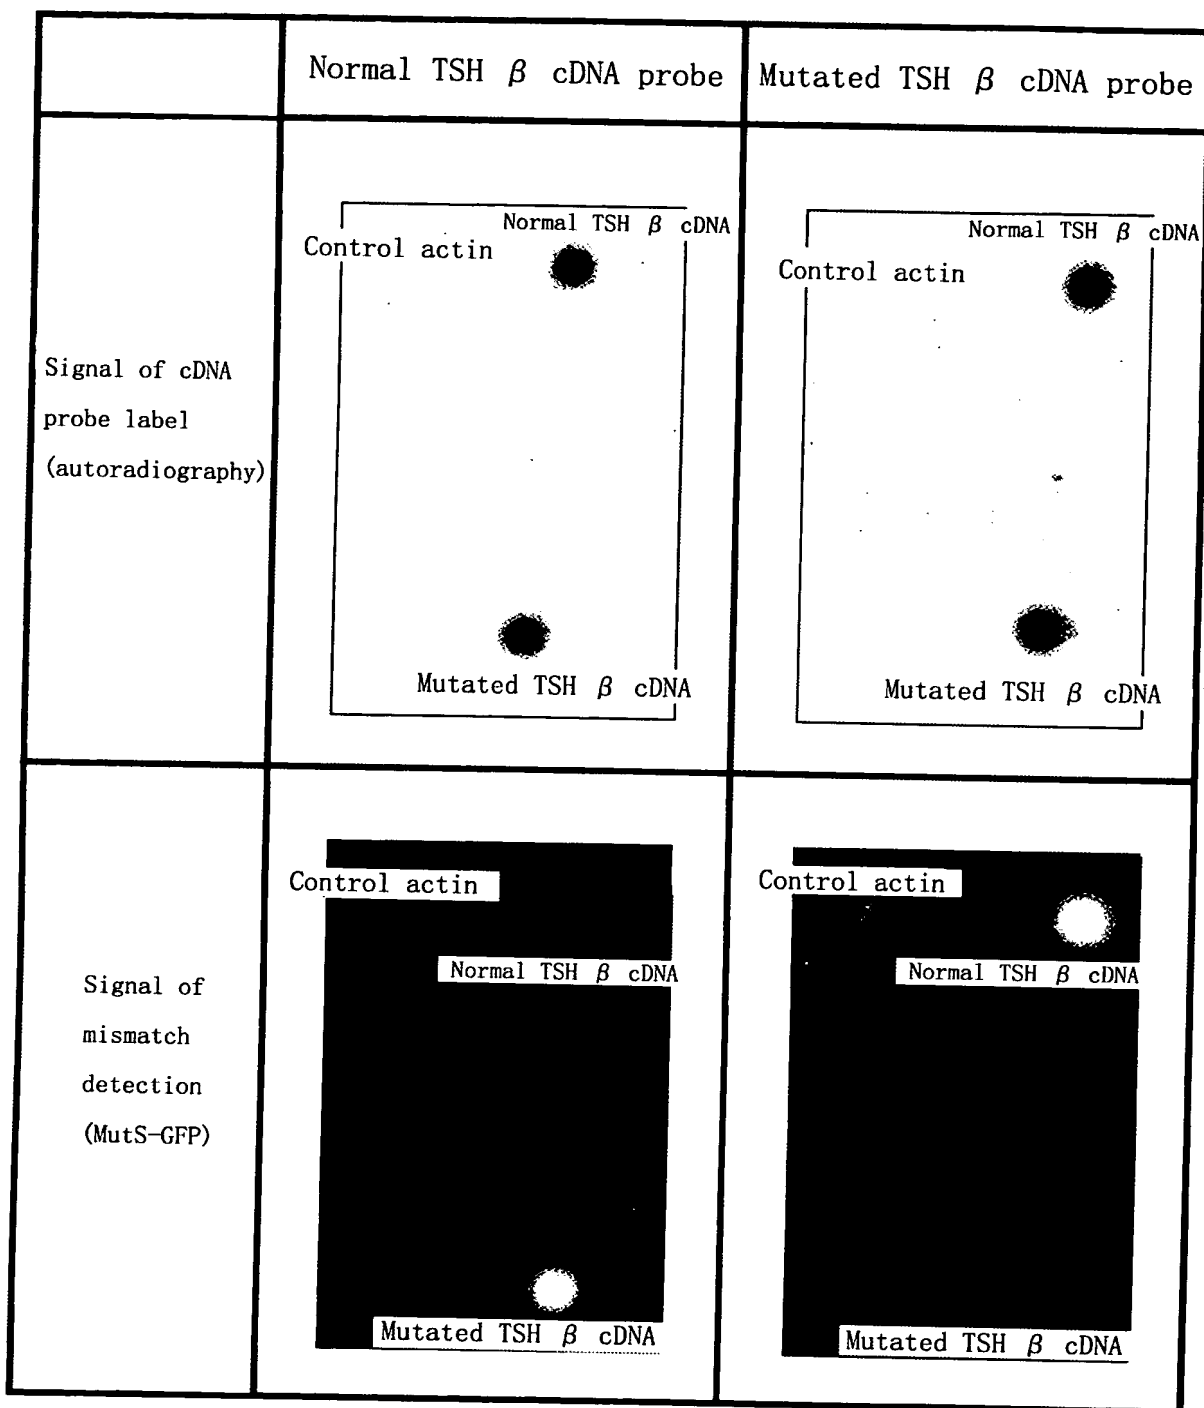 Normal TSH β cDNA probe
Mutated TSH β cDNA probe
Signal of cDNA
probe label
(autoradiography)
Normal TSH β cDNA
Control actin
Mutated TSH β cDNA
Normal TSH β cDNA
Control actin
Mutated TSH β cDNA
Signal of
mismatch
detection
(MutS-GFP)
Control actin
Normal TSH β cDNA
Mutated TSH β cDNA
Control actin
Normal TSH β cDNA
Mutated TSH β cDNA